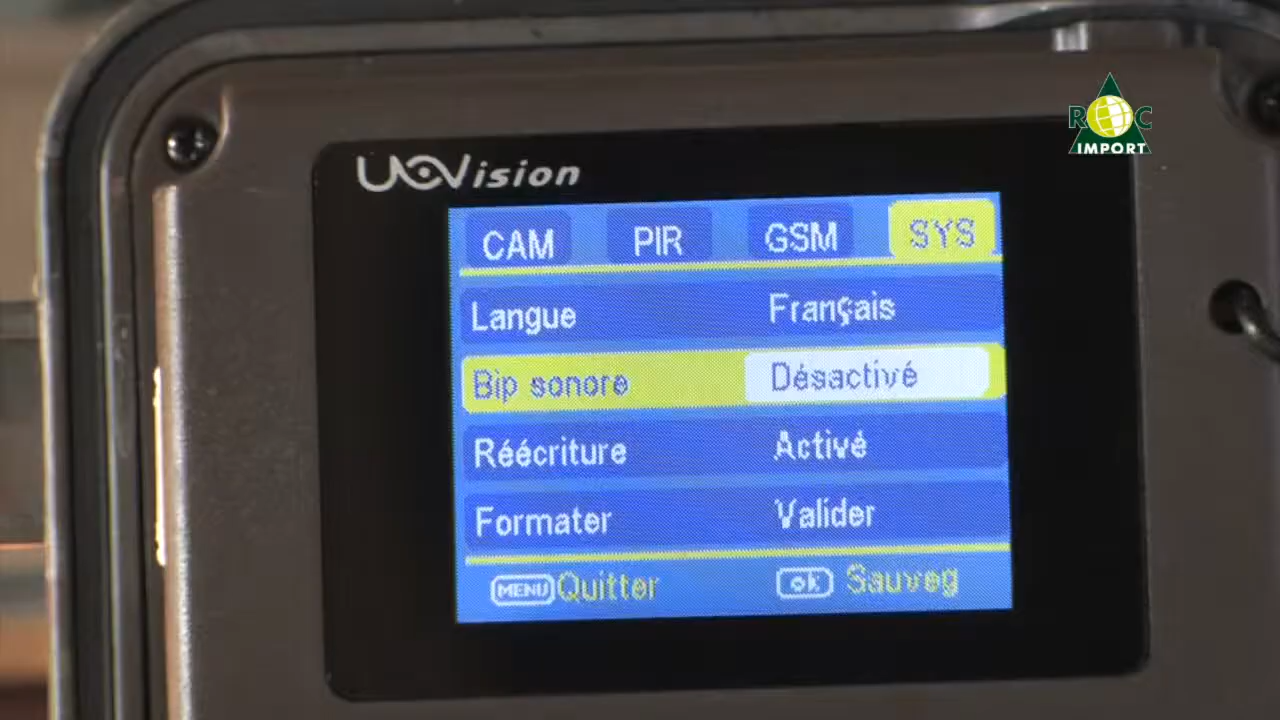 ROC
IMPORT
UOVision
CAM PIR GSM SYS
Langue Français
Bip sonore Désactivé
Réécriture Activé
Formater Valider
MENU Quitter ok Sauveg